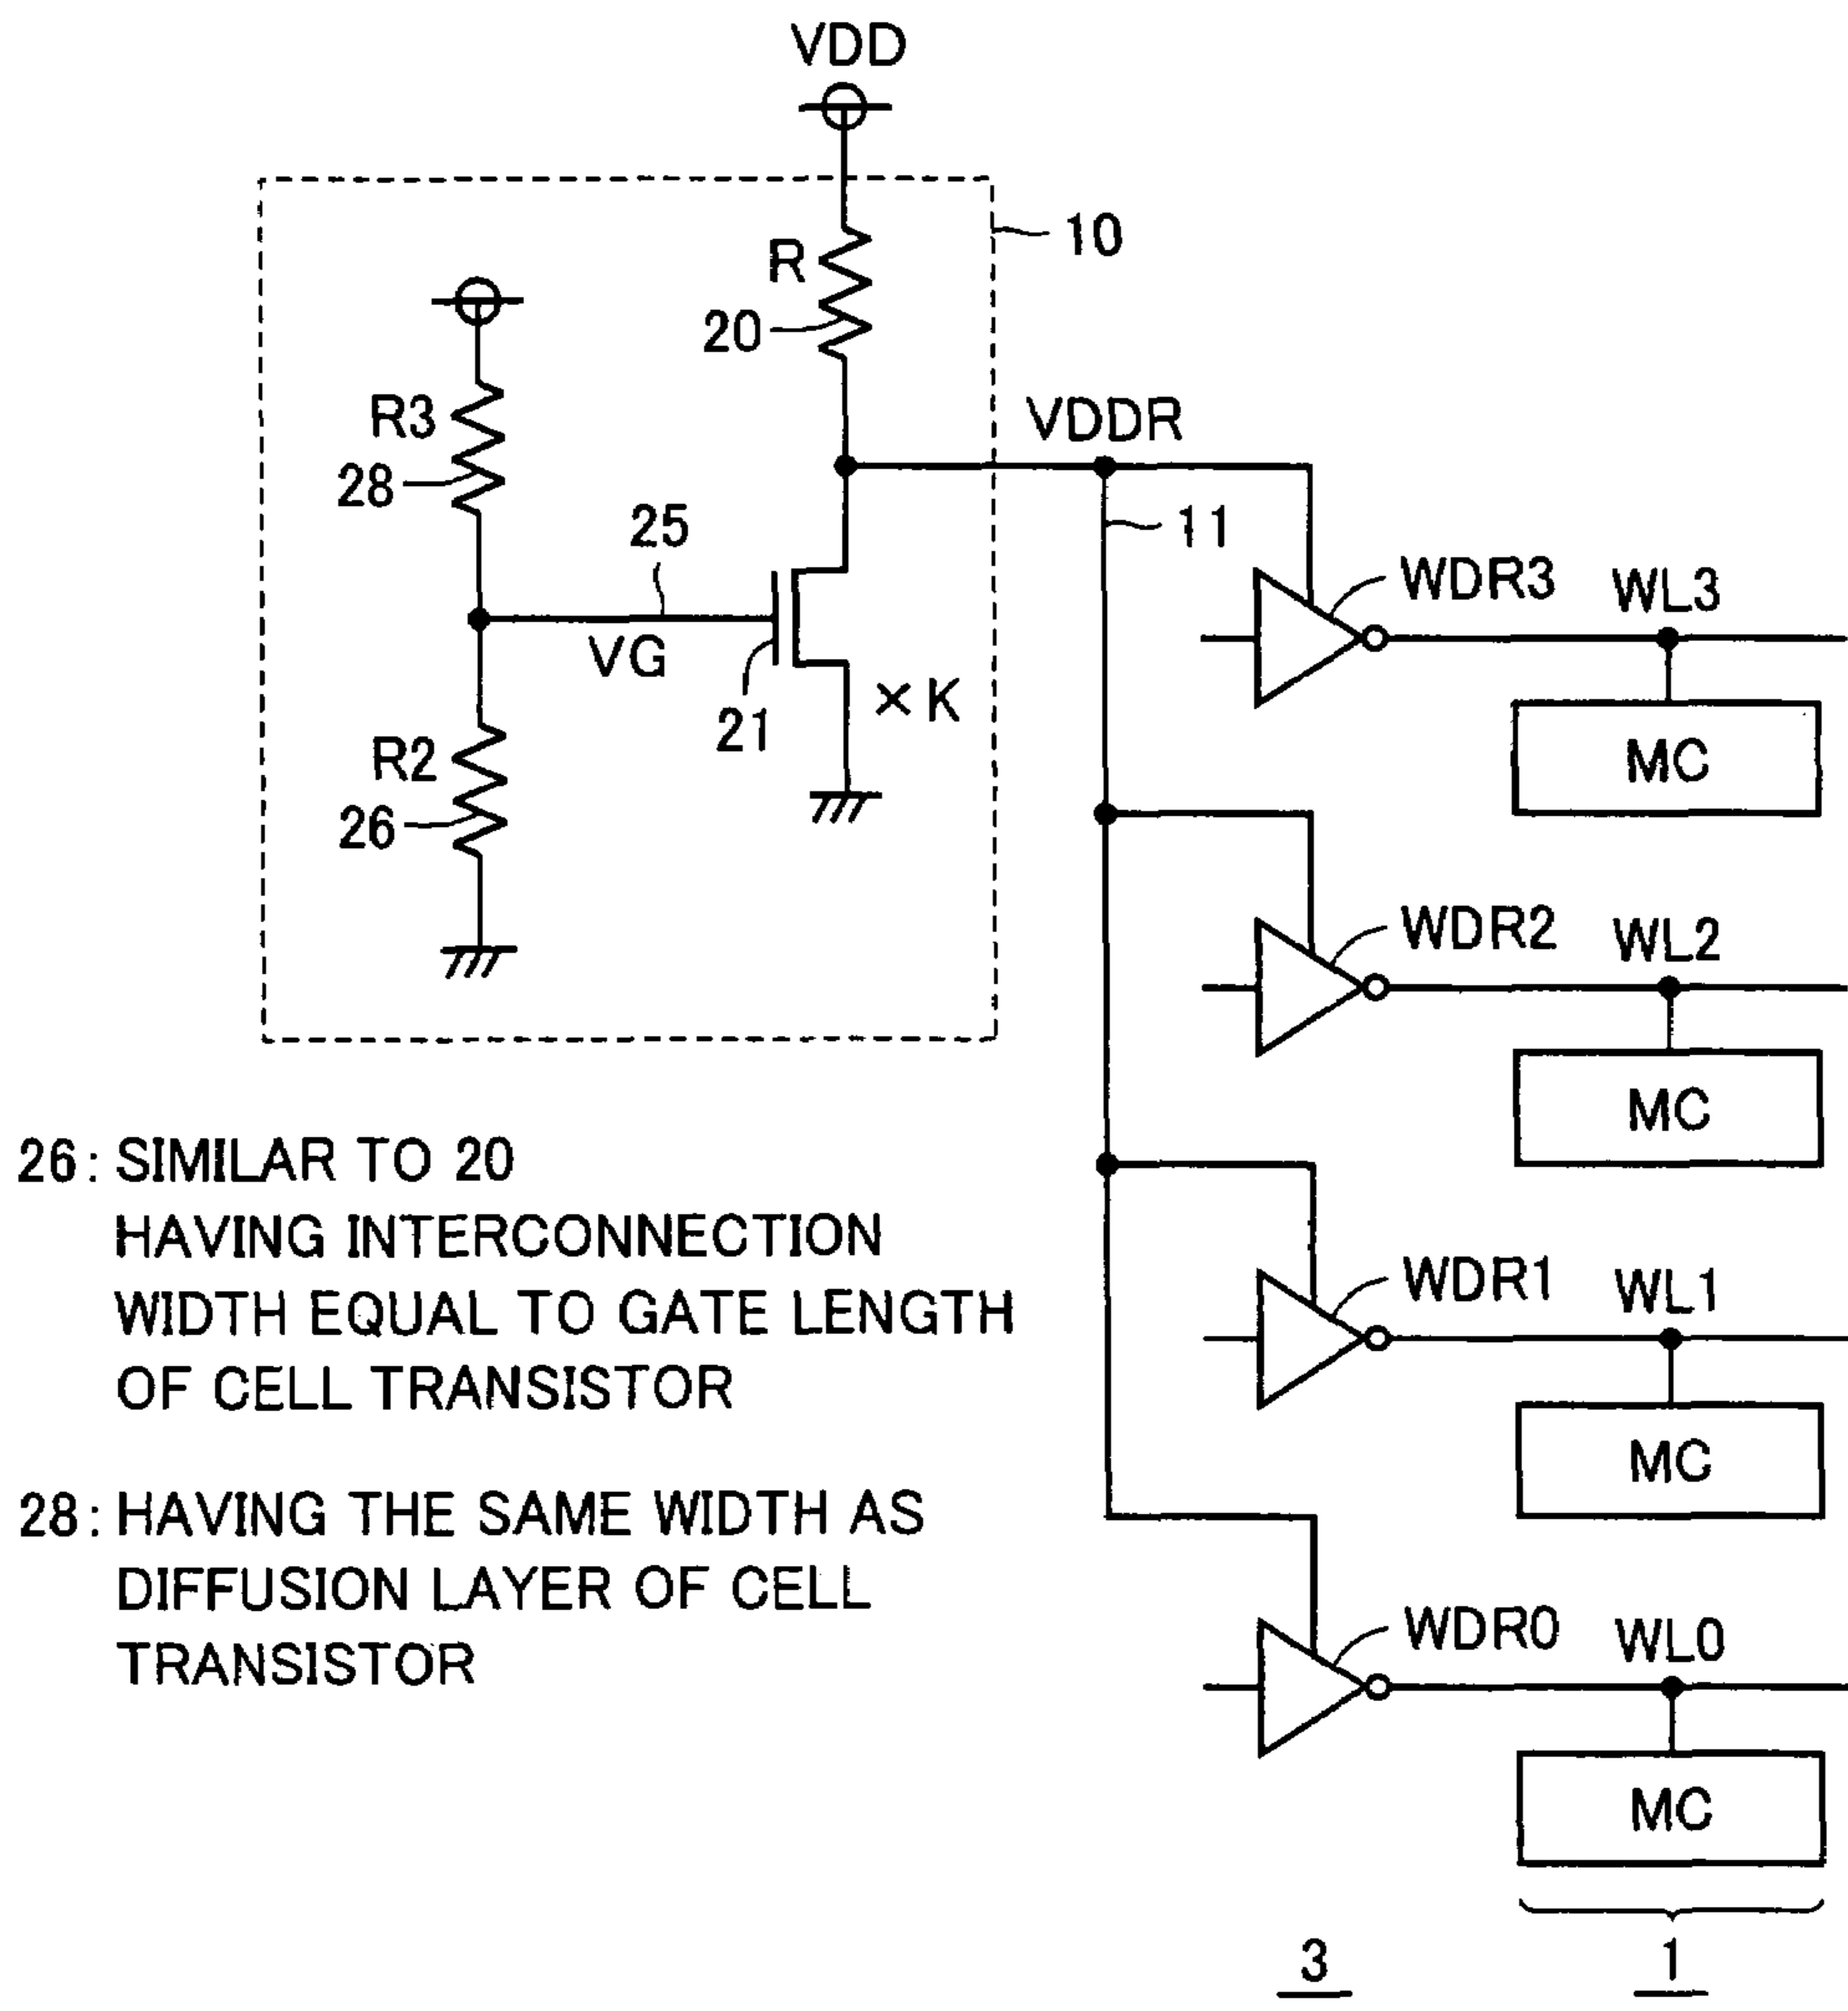 VDD
10
R
20
R3
28
VDDR
25
11
WDR3
WL3
VG
×K
21
MC
R2
26
WDR2
WL2
MC
26: SIMILAR TO 20
HAVING INTERCONNECTION
WIDTH EQUAL TO GATE LENGTH
OF CELL TRANSISTOR
WDR1
WL1
MC
28: HAVING THE SAME WIDTH AS
DIFFUSION LAYER OF CELL
TRANSISTOR
WDR0
WL0
MC
3
1